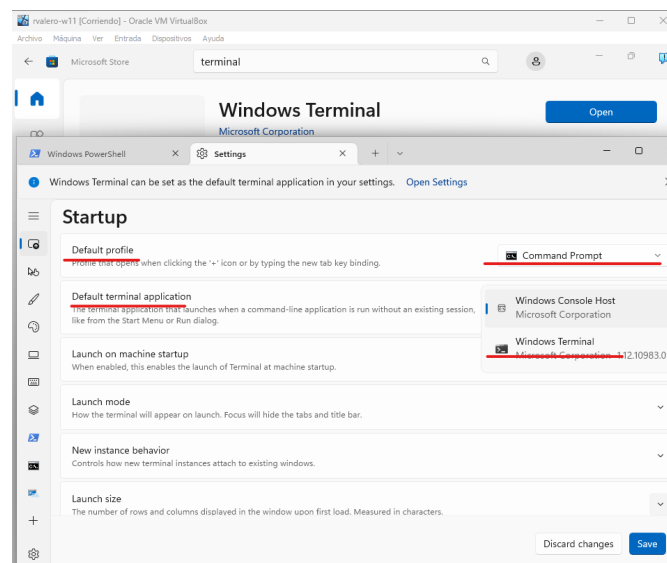 rvalero-w11 [Corriendo] - Oracle VM VirtualBox
Archivo Máquina Ver Entrada Dispositivos Ayuda
Microsoft Store
terminal
Windows Terminal
Open
Microsoft Corporation
Windows PowerShell
Settings
Windows Terminal can be set as the default terminal application in your settings. Open Settings
Startup
Default profile
Command Prompt
Profile that opens when clicking the '+' icon or by typing the new tab key binding.
Default terminal application
Windows Console Host
Microsoft Corporation
The terminal application that launches when a command-line application is run without an existing session,
like from the Start Menu or Run dialog.
Windows Terminal
Microsoft Corporation 1.12.10983.0
Launch on machine startup
When enabled, this enables the launch of Terminal at machine startup.
Launch mode
How the terminal will appear on launch. Focus will hide the tabs and title bar.
New instance behavior
Controls how new terminal instances attach to existing windows.
Launch size
The number of rows and columns displayed in the window upon first load. Measured in characters.
Discard changes
Save